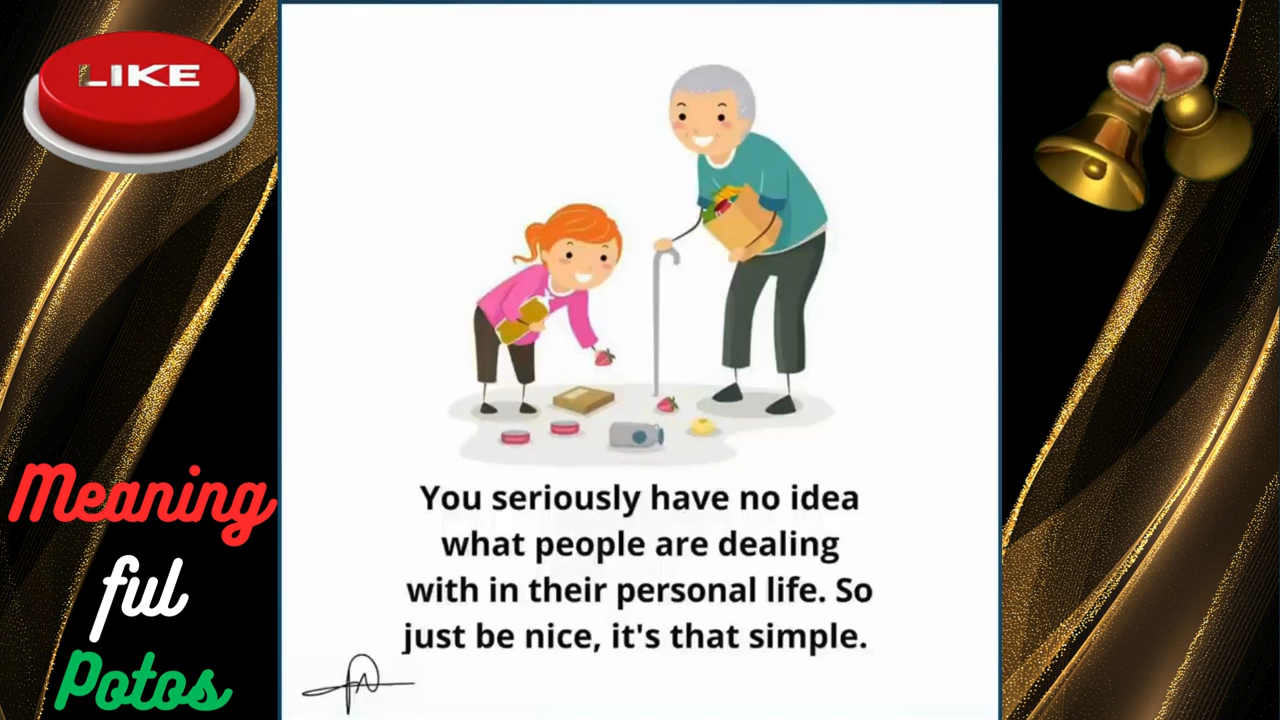 LIKE
Meaning
ful
Potos
You seriously have no idea
what people are dealing
with in their personal life. So
just be nice, it's that simple.